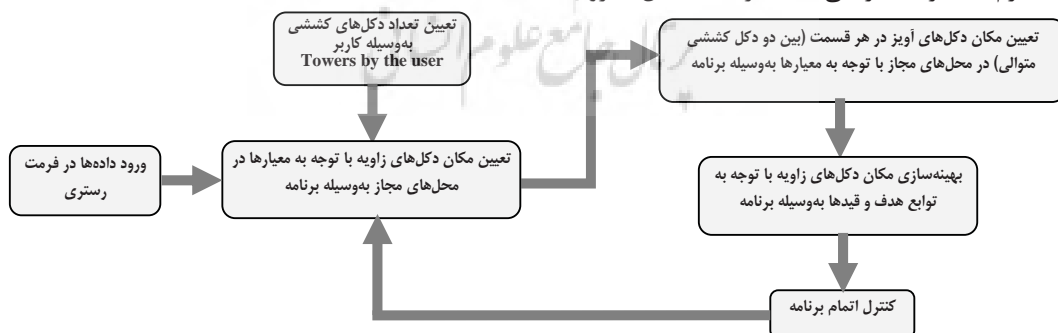 تعیین تعداد دکل‌های کششی
به‌وسیله کاربر
Towers by the user
تعیین مکان دکل‌های آویز در هر قسمت (بین دو دکل کششی
متوالی) در محل‌های مجاز با توجه به معیارها به‌وسیله برنامه
ورود داده‌ها در فرمت
رستری
تعیین مکان دکل‌های زاویه با توجه به معیارها در
محل‌های مجاز به‌وسیله برنامه
بهینه‌سازی مکان دکل‌های زاویه با توجه به
توابع هدف و قیدها به‌وسیله برنامه
کنترل اتمام برنامه
پرتال جامع علوم انسانی